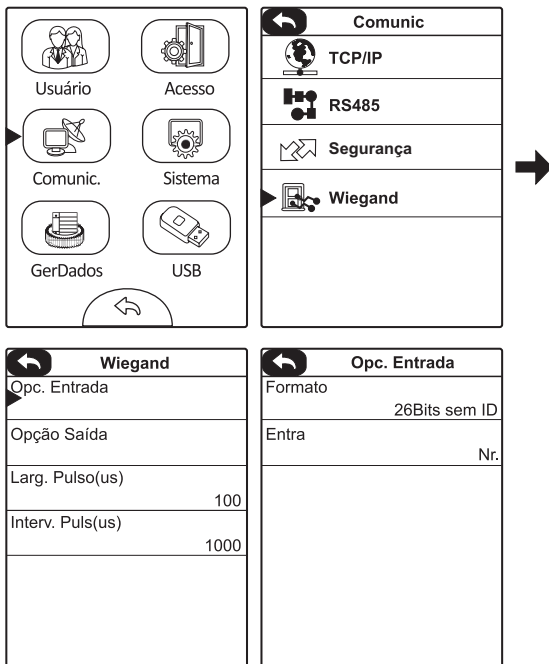 Usuário
Acesso
Comunic.
Sistema
GerDados
USB
Comunic
TCP/IP
RS485
Segurança
Wiegand
Wiegand
Opc. Entrada
Opção Saída
Larg. Pulso(us)
100
Interv. Puls(us)
1000
Opc. Entrada
Formato
26Bits sem ID
Entra
Nr.